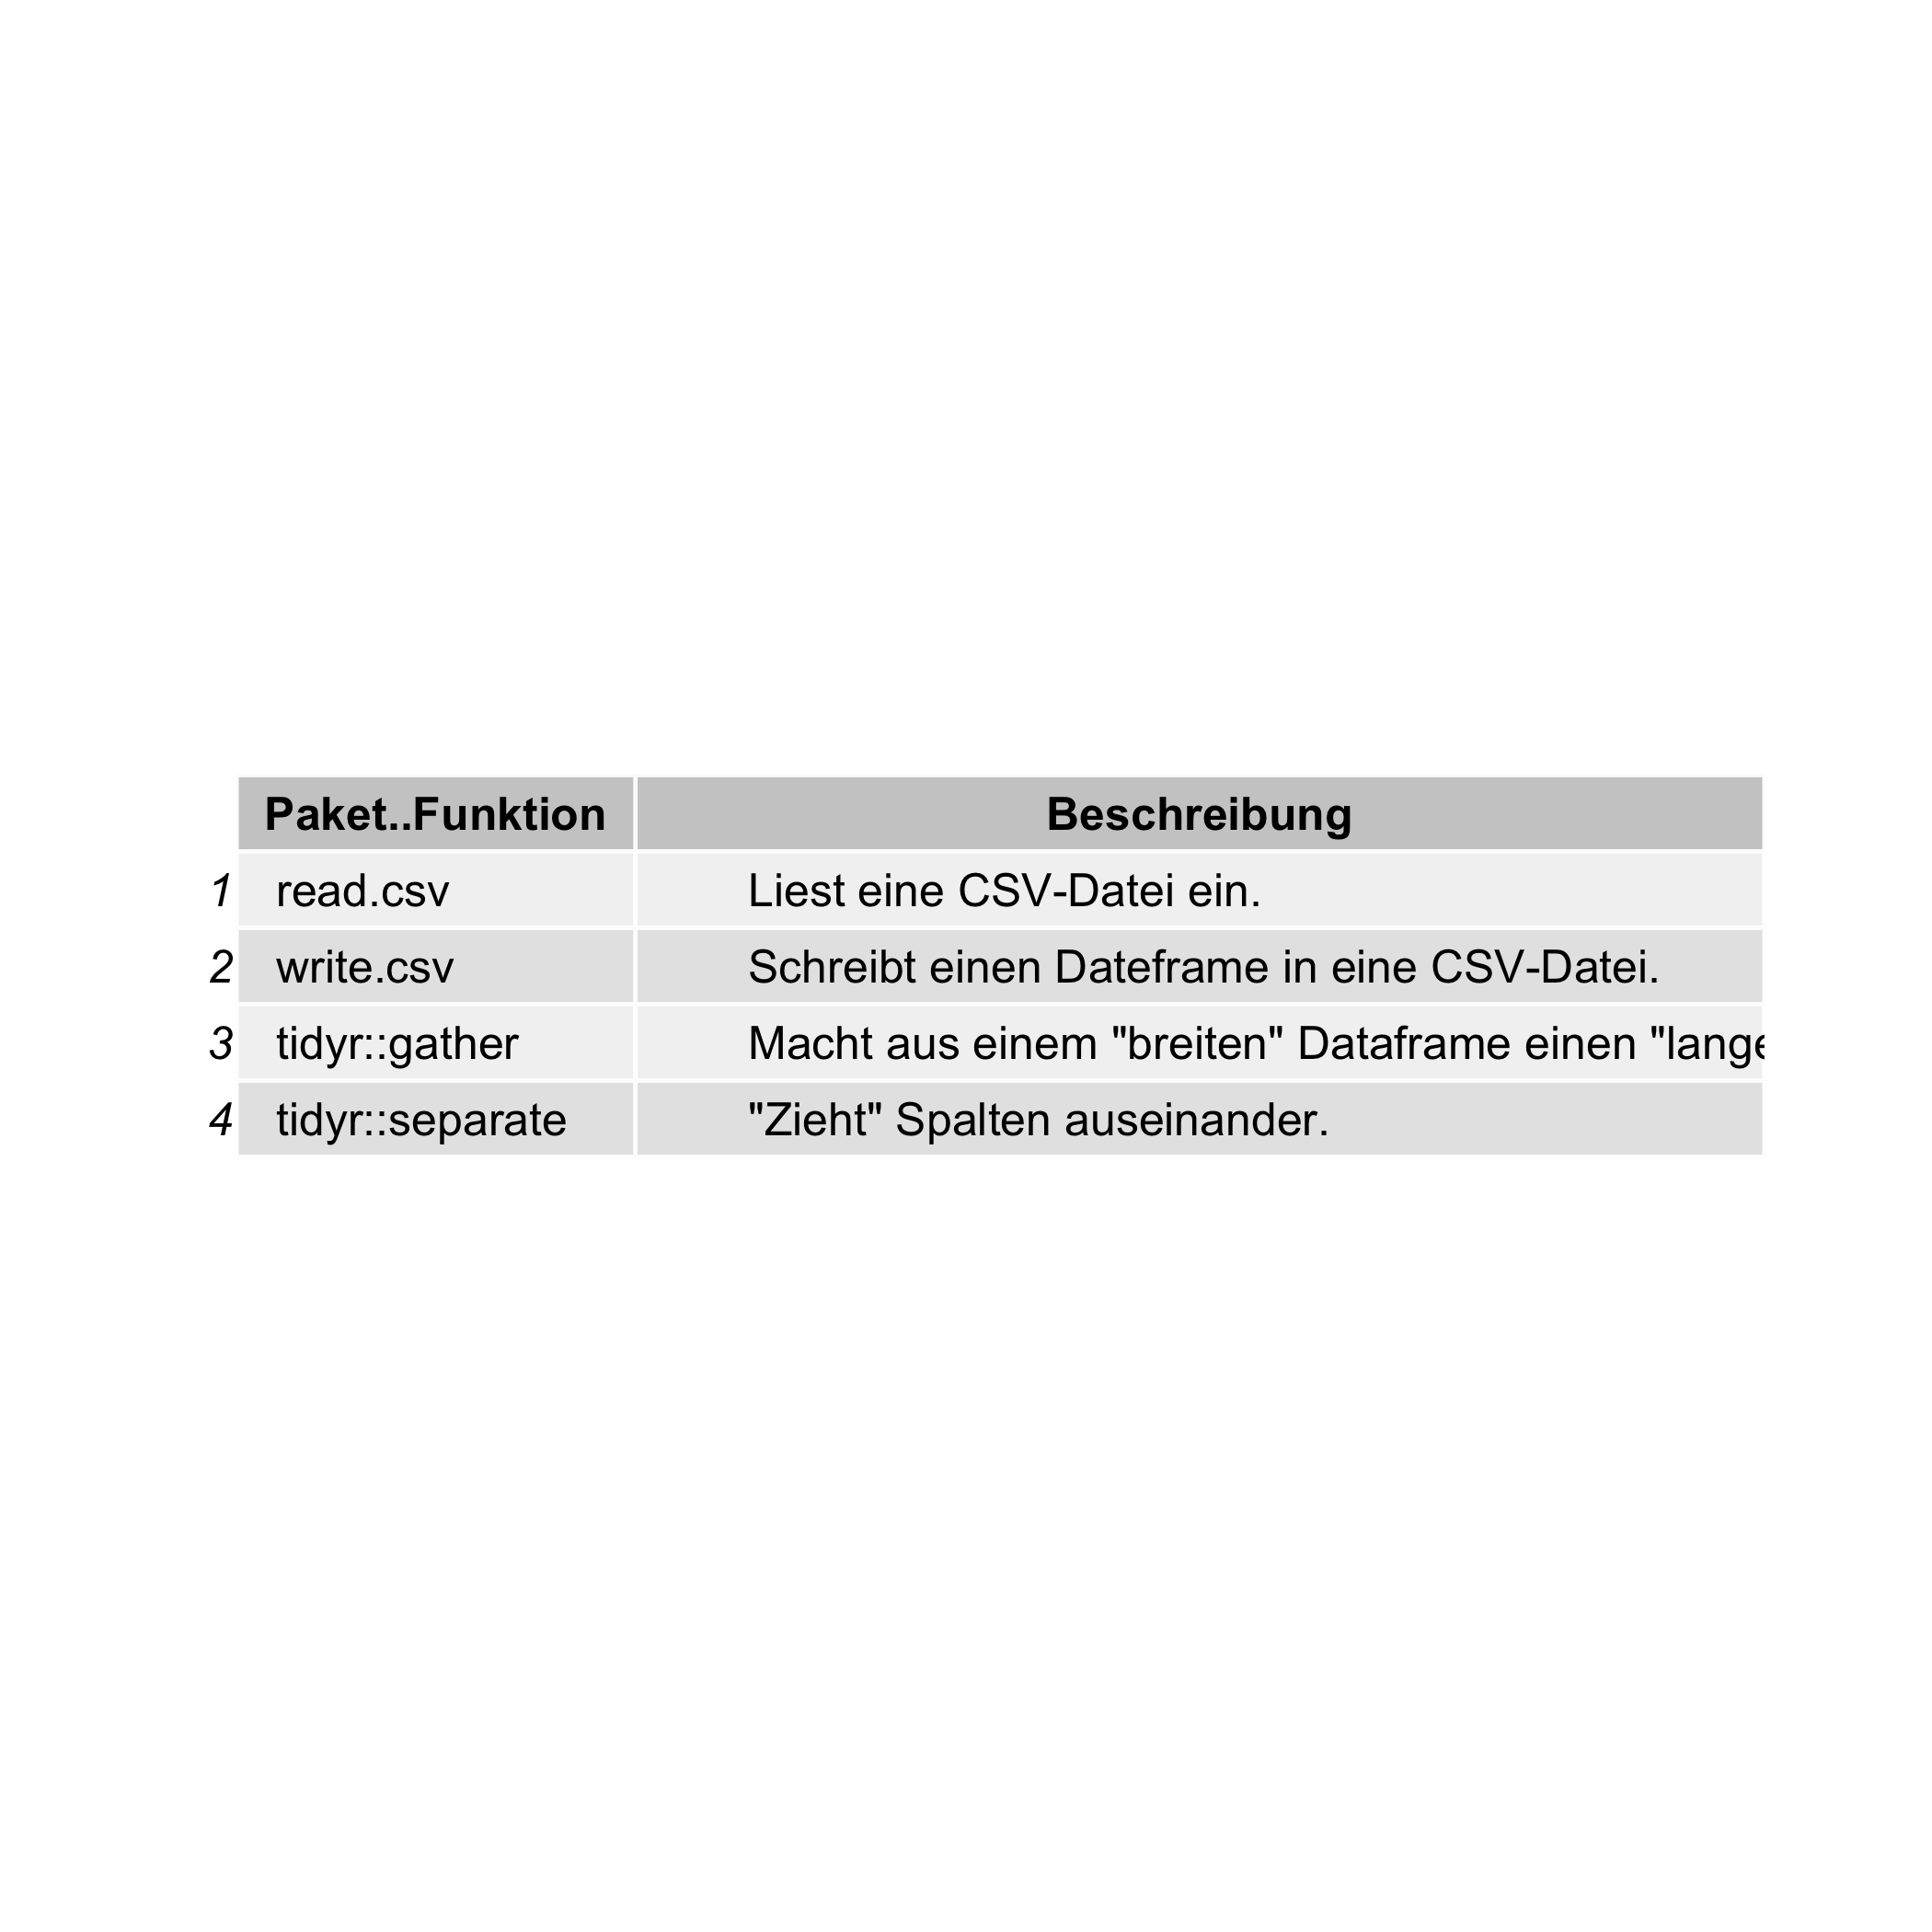 Paket..Funktion Beschreibung
1 read.csv Liest eine CSV-Datei ein.
2 write.csv Schreibt einen Dateframe in eine CSV-Datei.
3 tidyr::gather Macht aus einem "breiten" Dataframe einen "lange
4 tidyr::separate "Zieht" Spalten auseinander.